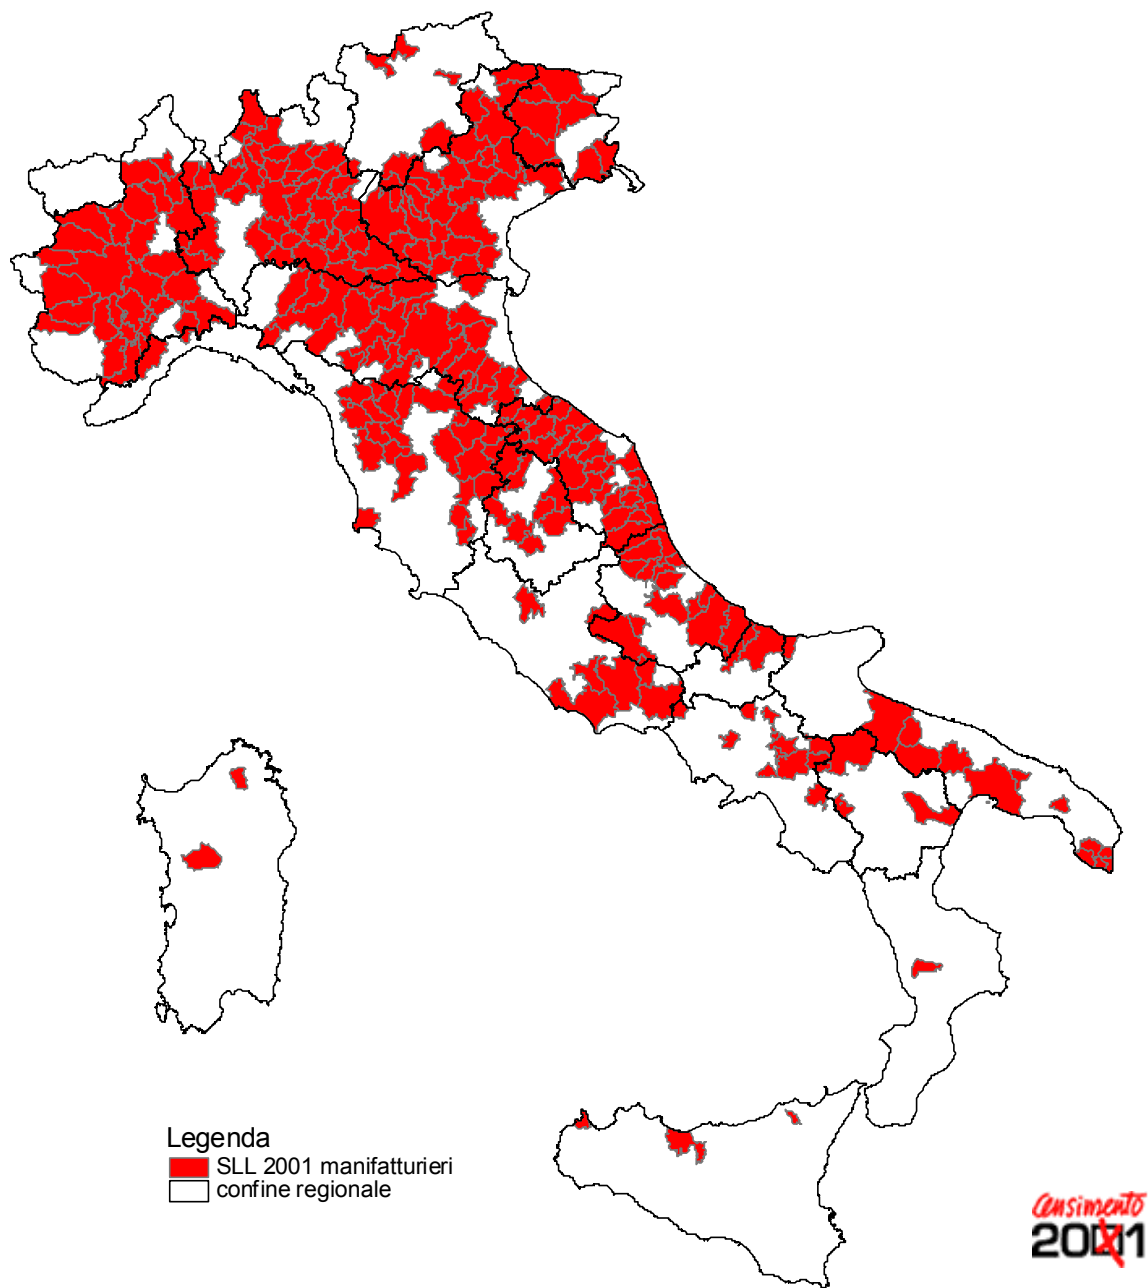 Legenda
SLL 2001 manifatturieri
confine regionale
Censimento
2001